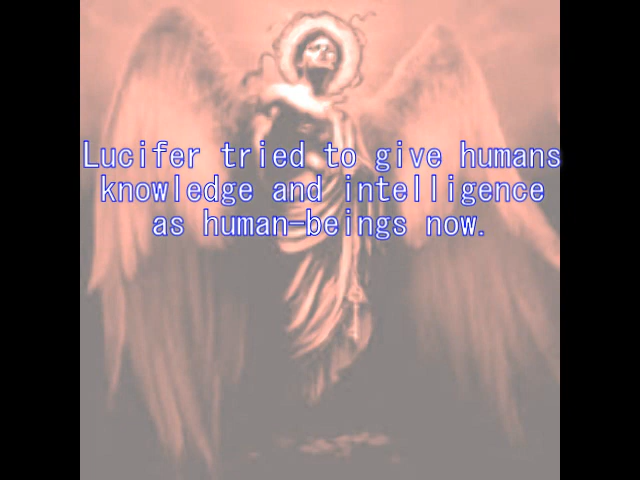 Lucifer tried to give humans
knowledge and intelligence
as human-beings now.